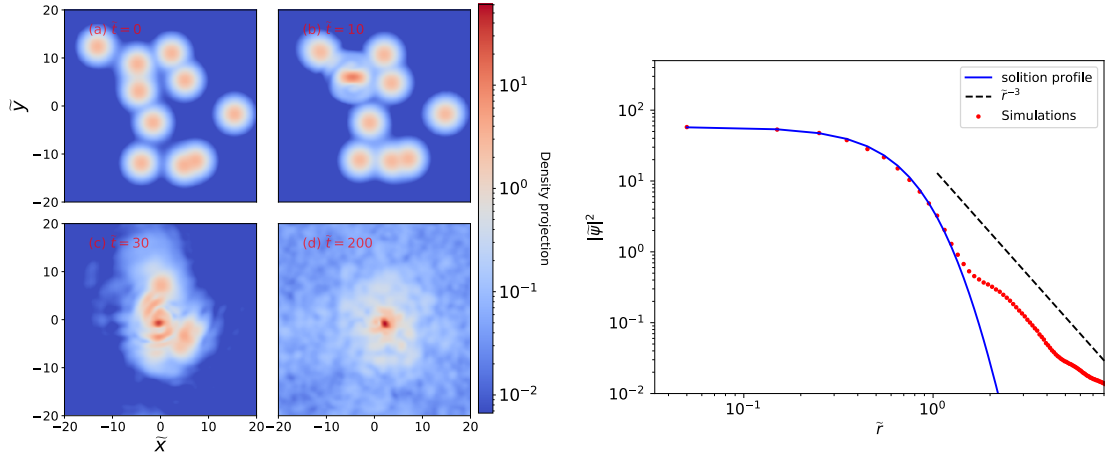 20
10
0
−10
−20
(a) t̃=0
(b) t̃=10
ỹ
20
10
0
−10
−20
(c) t̃=30
(d) t̃=200
−20 −10 0 10 20
−20 −10 0 10 20
x̃
10¹
10⁰
10⁻¹
10⁻²
Density projection
10²
10¹
10⁰
10⁻¹
10⁻²
|ψ̃|²
10⁻¹
10⁰
r̃
solition profile
r̃⁻³
Simulations